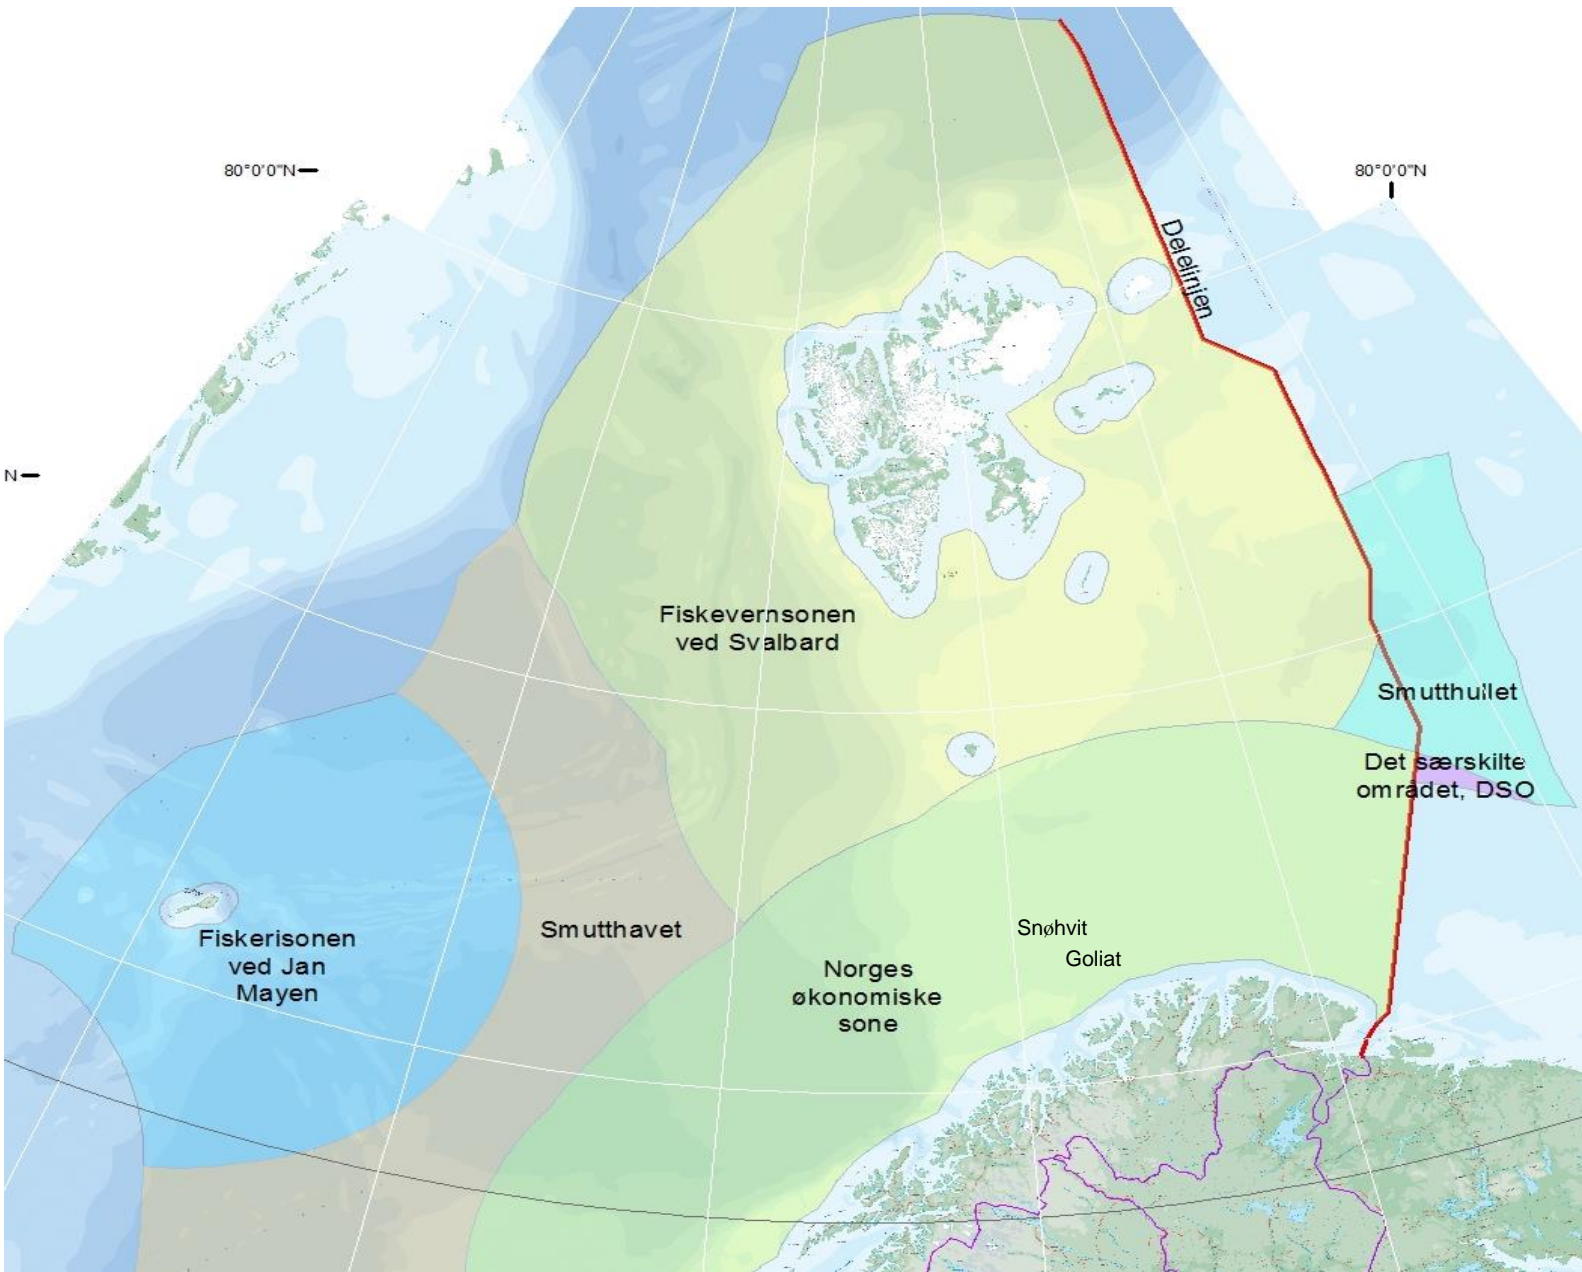 80°0'0"N
80°0'0"N
Delelinjen
N
Fiskevernsonen
ved Svalbard
Smutthullet
Det særskilte
området, DSO
Smutthavet
Snøhvit
Goliat
Fiskerisonen
ved Jan
Mayen
Norges
økonomiske
sone